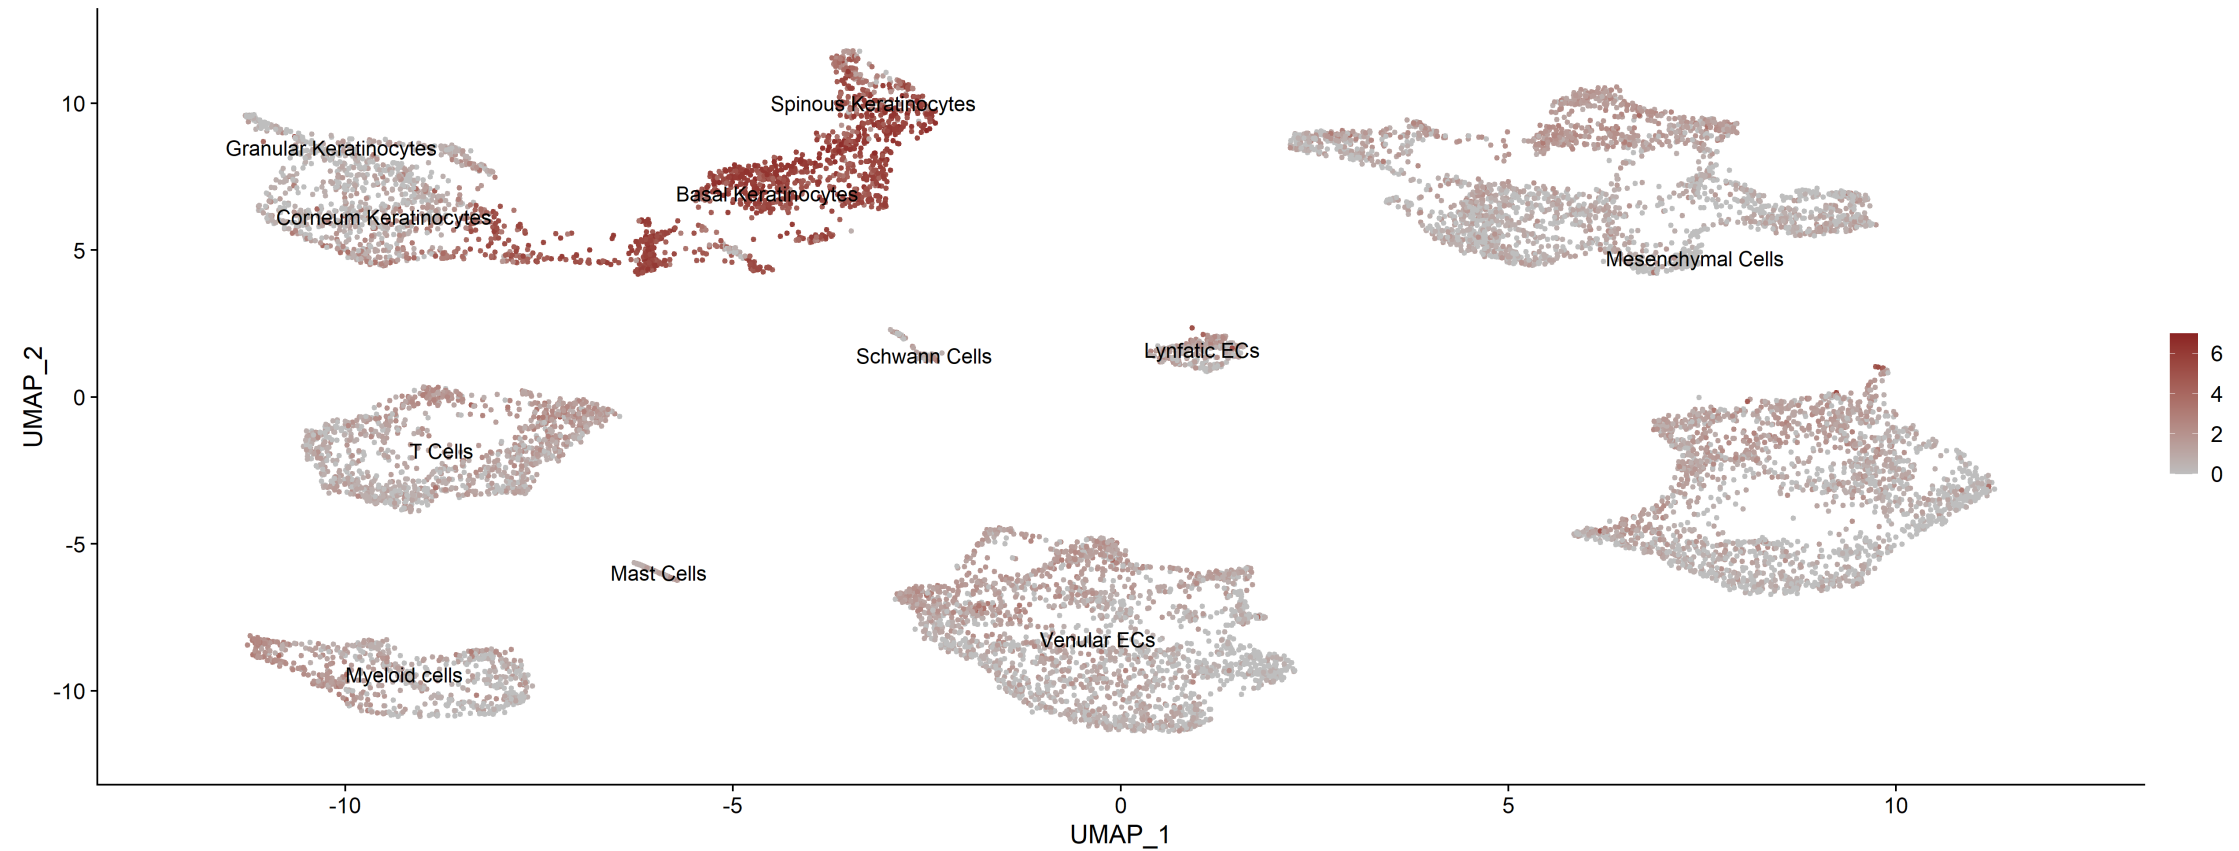 Spinous Keratinocytes
Granular Keratinocytes
Basal Keratinocytes
Corneum Keratinocytes
Mesenchymal Cells
Schwann Cells
Lynfatic ECs
T Cells
Mast Cells
Venular ECs
Myeloid cells
10
5
0
-5
-10
UMAP_2
-10
-5
0
5
10
UMAP_1
6
4
2
0